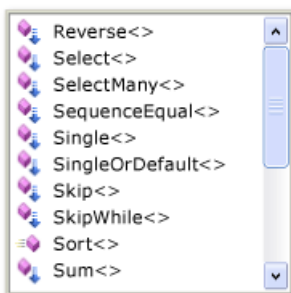 Reverse<>
Select<>
SelectMany<>
SequenceEqual<>
Single<>
SingleOrDefault<>
Skip<>
SkipWhile<>
Sort<>
Sum<>